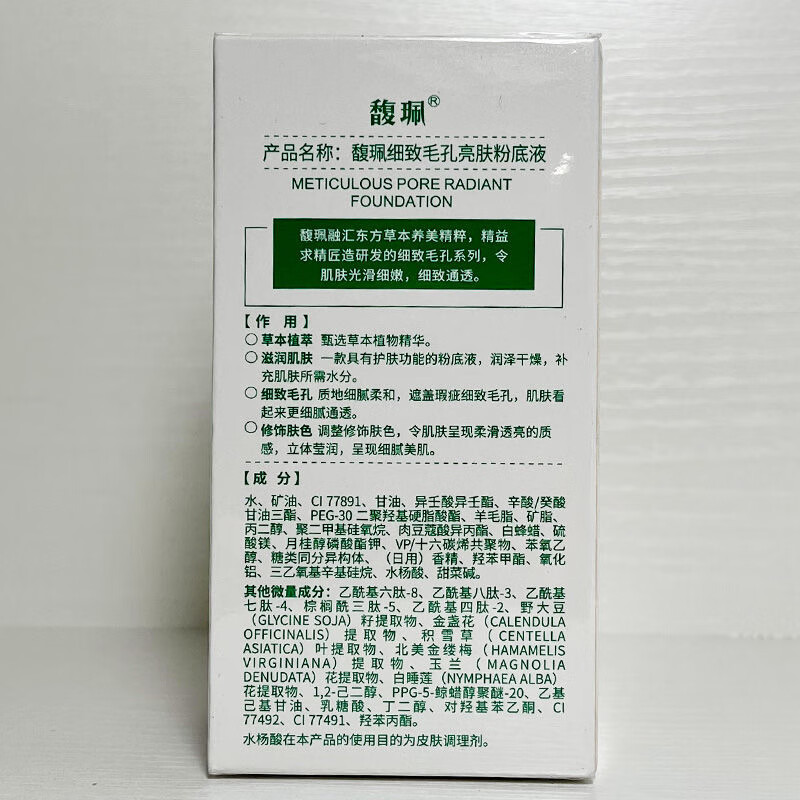 馥珮®
产品名称：馥珮细致毛孔亮肤粉底液
METICULOUS PORE RADIANT
FOUNDATION
馥珮融汇东方草本养美精粹，精益
求精匠造研发的细致毛孔系列，令
肌肤光滑细嫩，细致通透。
【作 用】
○草本植萃 甄选草本植物精华。
○滋润肌肤 一款具有护肤功能的粉底液，润泽干燥，补
充肌肤所需水分。
○细致毛孔 质地细腻柔和，遮盖瑕疵细致毛孔，肌肤看
起来更细腻通透。
○修饰肤色 调整修饰肤色，令肌肤呈现柔滑透亮的质
感，立体莹润，呈现细腻美肌。
【成 分】
水、矿油、CI 77891、甘油、异壬酸异壬酯、辛酸/癸酸
甘油三酯、PEG-30 二聚羟基硬脂酸酯、羊毛脂、矿脂、
丙二醇、聚二甲基硅氧烷、肉豆蔻酸异丙酯、白蜂蜡、硫
酸镁、月桂醇磷酸酯钾、VP/十六碳烯共聚物、苯氧乙
醇、糖类同分异构体、（日用）香精、羟苯甲酯、氧化
铝、三乙氧基辛基硅烷、水杨酸、甜菜碱。
其他微量成分：乙酰基六肽-8、乙酰基八肽-3、乙酰基
七肽-4、棕榈酰三肽-5、乙酰基四肽-2、野大豆
（GLYCINE SOJA）籽提取物、金盏花（CALENDULA
OFFICINALIS）提取物、积雪草（CENTELLA
ASIATICA）叶提取物、北美金缕梅（HAMAMELIS
VIRGINIANA）提取物、玉兰（MAGNOLIA
DENUDATA）花提取物、白睡莲（NYMPHAEA ALBA）
花提取物、1,2-己二醇、PPG-5-鲸蜡醇聚醚-20、乙基
己基甘油、乳糖酸、丁二醇、对羟基苯乙酮、CI
77492、CI 77491、羟苯丙酯。
水杨酸在本产品的使用目的为皮肤调理剂。